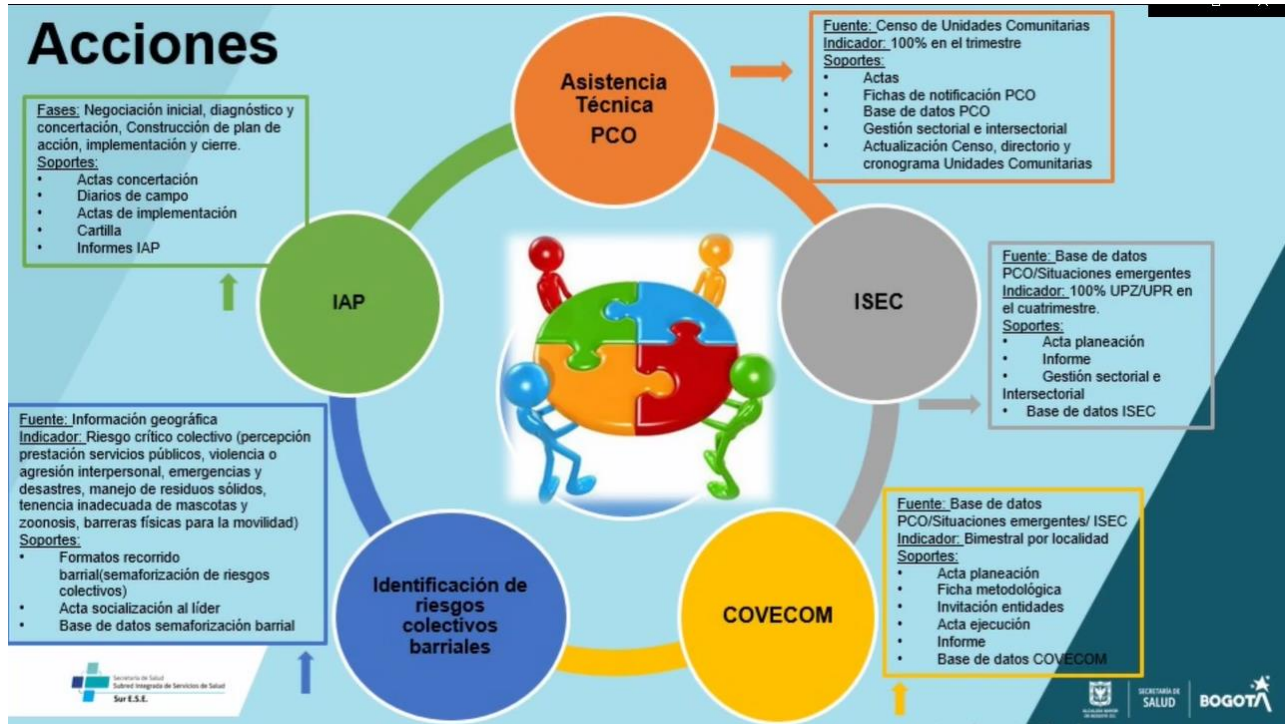 Acciones
Fases: Negociación inicial, diagnóstico y
concertación, Construcción de plan de
acción, implementación y cierre.
Soportes:
• Actas concertación
• Diarios de campo
• Actas de implementación
• Cartilla
• Informes IAP
Asistencia
Técnica
PCO
Fuente: Censo de Unidades Comunitarias
Indicador: 100% en el trimestre
Soportes:
• Actas
• Fichas de notificación PCO
• Base de datos PCO
• Gestión sectorial e intersectorial
• Actualización Censo, directorio y
cronograma Unidades Comunitarias
IAP
ISEC
Fuente: Base de datos
PCO/Situaciones emergentes
Indicador: 100% UPZ/UPR en
el cuatrimestre.
Soportes:
• Acta planeación
• Informe
• Gestión sectorial e
Intersectorial
• Base de datos ISEC
Fuente: Información geográfica
Indicador: Riesgo crítico colectivo (percepción
prestación servicios públicos, violencia o
agresión interpersonal, emergencias y
desastres, manejo de residuos sólidos,
tenencia inadecuada de mascotas y
zoonosis, barreras físicas para la movilidad)
Soportes:
• Formatos recorrido
barrial(semaforización de riesgos
colectivos)
• Acta socialización al líder
• Base de datos semaforización barrial
Identificación de
riesgos
colectivos
barriales
COVECOM
Fuente: Base de datos
PCO/Situaciones emergentes/ ISEC
Indicador: Bimestral por localidad
Soportes:
• Acta planeación
• Ficha metodológica
• Invitación entidades
• Acta ejecución
• Informe
• Base de datos COVECOM
Secretaría de Salud
Subred Integrada de Servicios de Salud
Sur E.S.E.
ALCALDÍA MAYOR
DE BOGOTÁ D.C.
SECRETARÍA DE
SALUD
BOGOTÁ